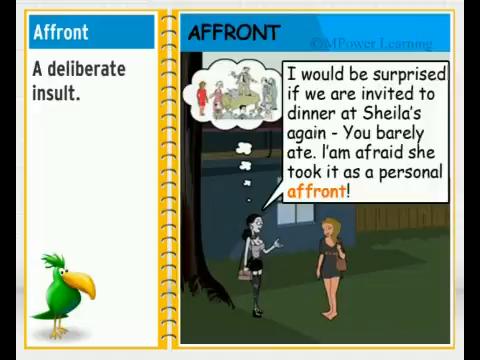 Affront
A deliberate
insult.
AFFRONT
©MPower Learning
I would be surprised
if we are invited to
dinner at Sheila's
again - You barely
ate. I'am afraid she
took it as a personal
affront!